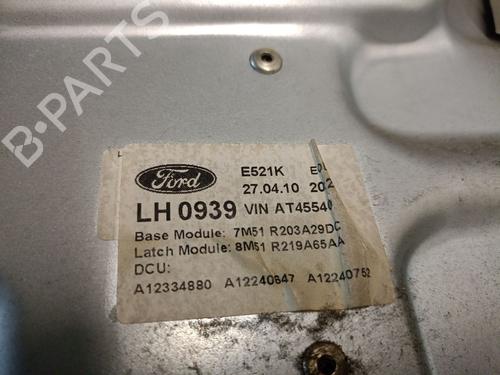 B-PARTS
Ford
E521K
27.04.10
LH 0939 VIN AT45540
Base Module: 7M51 R203A29DC
Latch Module: 8M51 R219A65AA
DCU:
A12334880 A12240647 A12240752